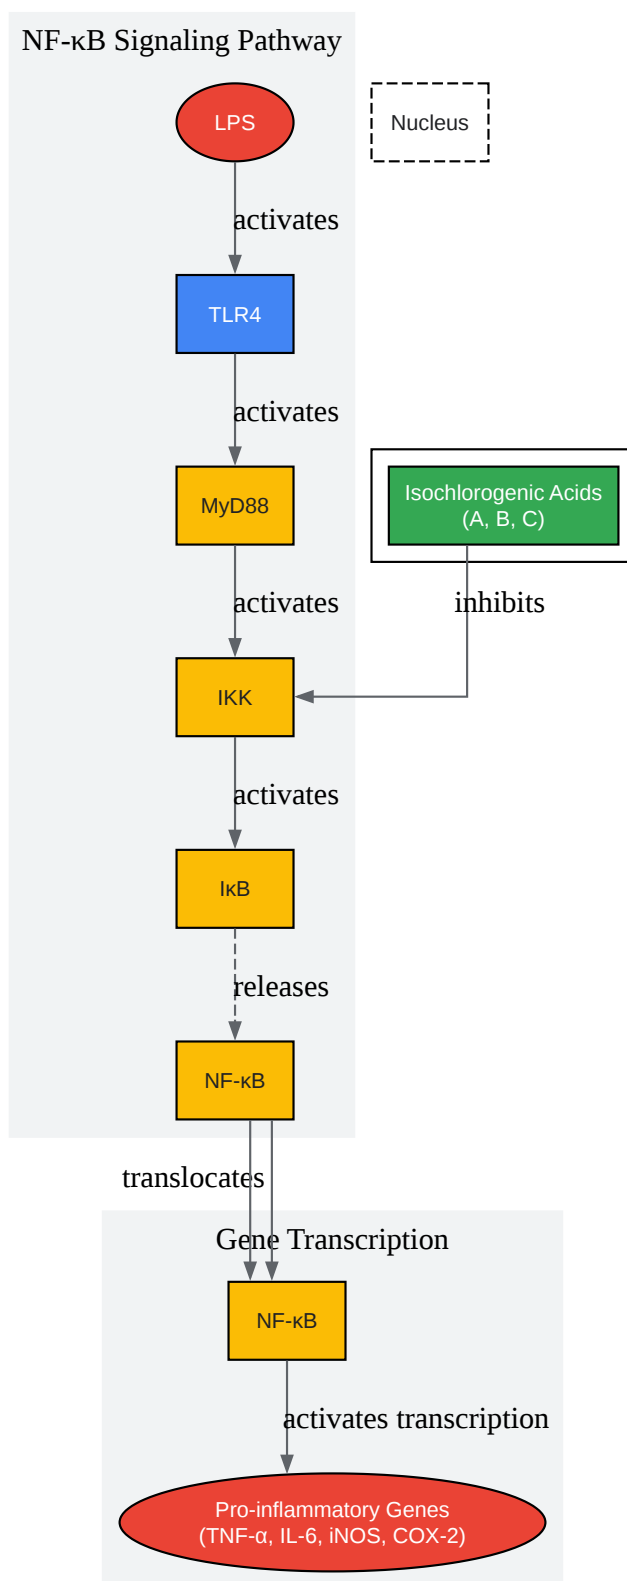 NF-κB Signaling Pathway
LPS
Nucleus
activates
TLR4
activates
MyD88
Isochlorogenic Acids
(A, B, C)
activates
inhibits
IKK
activates
IκB
releases
NF-κB
translocates
Gene Transcription
NF-κB
activates transcription
Pro-inflammatory Genes
(TNF-α, IL-6, iNOS, COX-2)